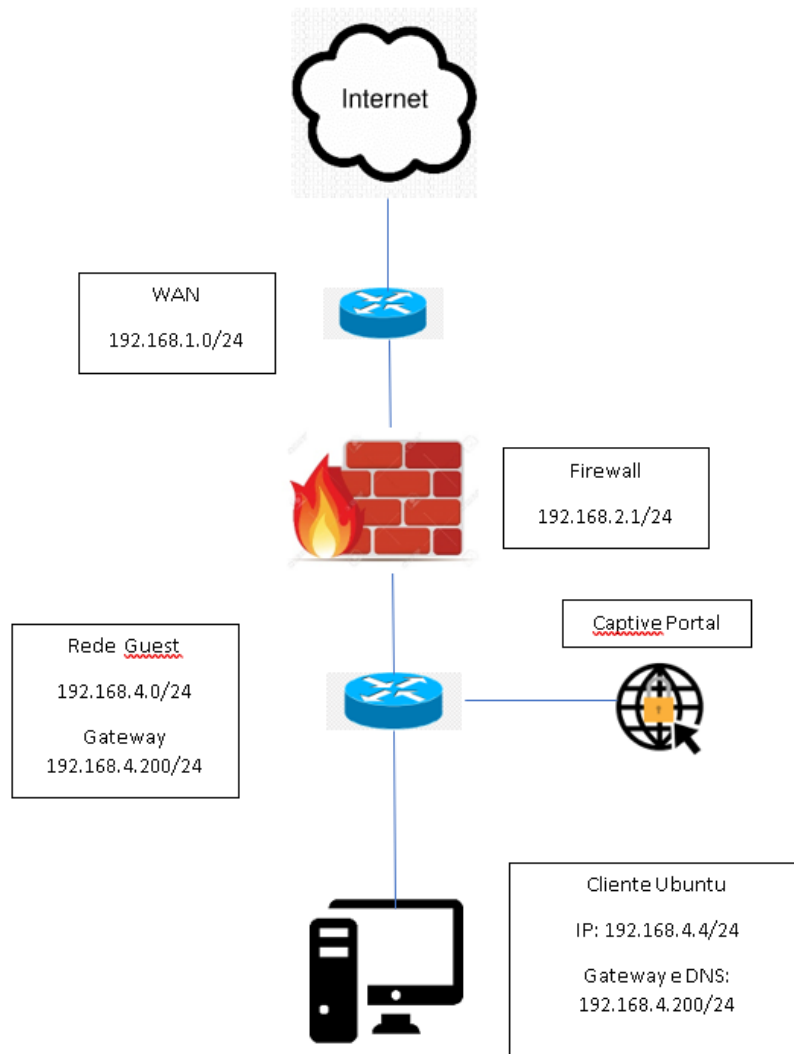 Internet
WAN
192.168.1.0/24
Firewall
192.168.2.1/24
Captive Portal
Rede Guest
192.168.4.0/24
Gateway
192.168.4.200/24
Cliente Ubuntu
IP: 192.168.4.4/24
Gateway e DNS:
192.168.4.200/24